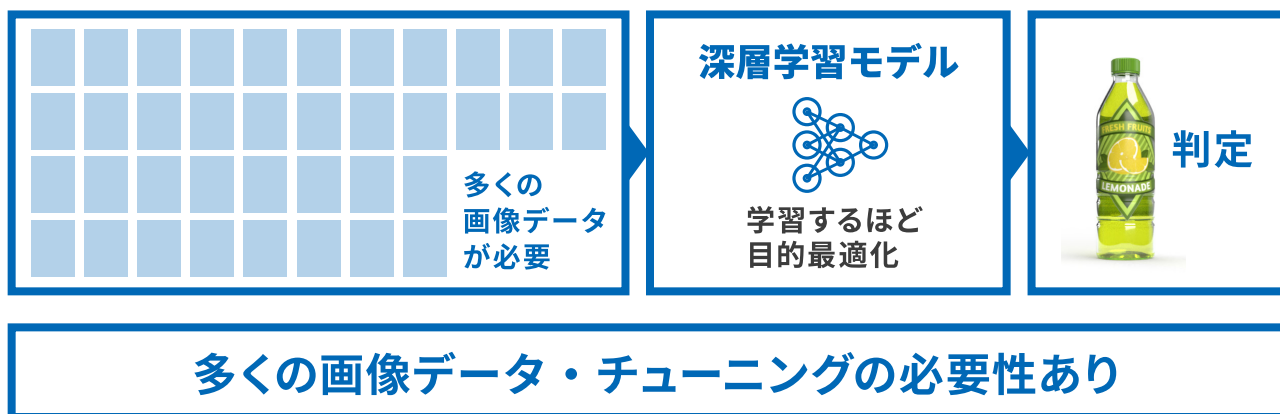 多くの
画像データ
が必要
深層学習モデル
学習するほど
目的最適化
FRESH FRUITS
LEMONADE
判定
多くの画像データ・チューニングの必要性あり